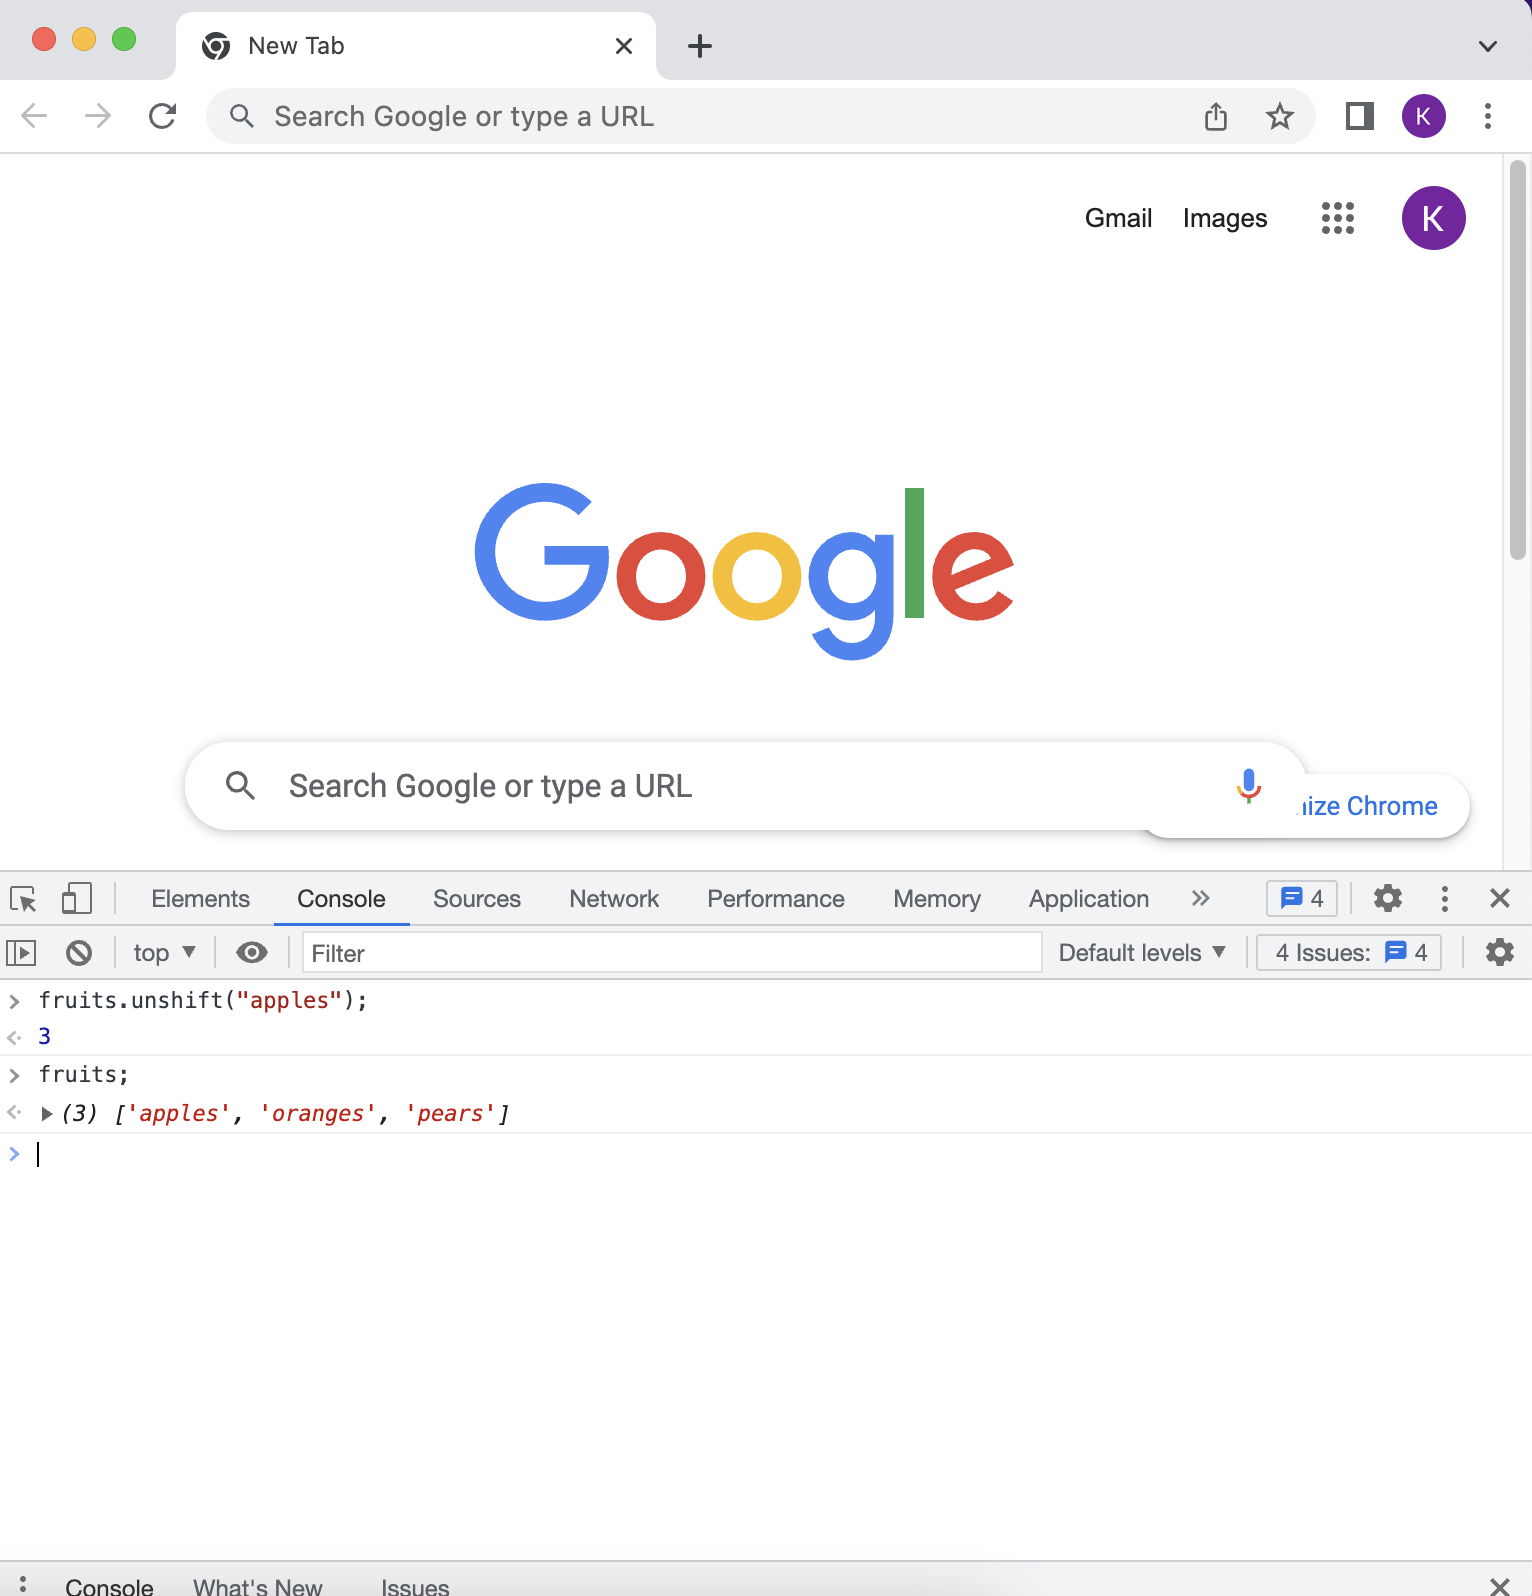 New Tab
Search Google or type a URL
K
Gmail Images
K
Google
Search Google or type a URL
nize Chrome
Elements Console Sources Network Performance Memory Application » 4
top ▼ Filter Default levels ▼ 4 Issues: 4
> fruits.unshift("apples");
3
> fruits;
(3) ['apples', 'oranges', 'pears']
>
Console What's New Issues